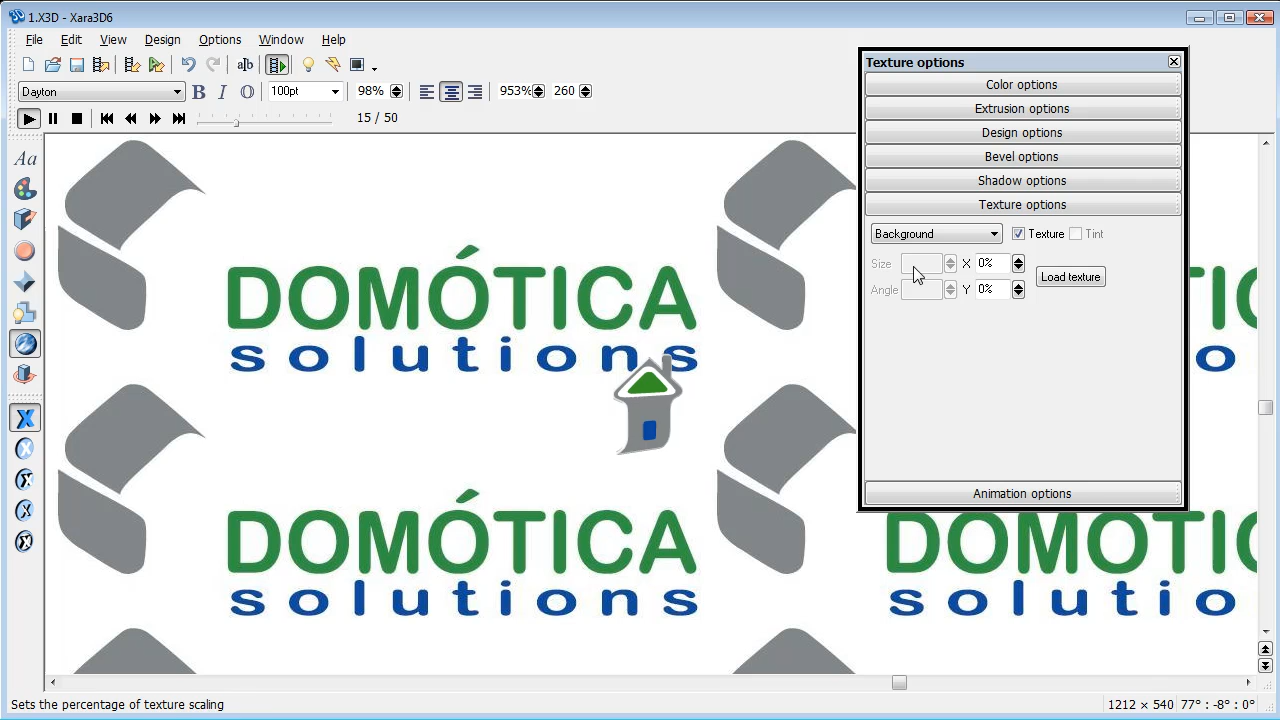 1.X3D - Xara3D6
File Edit View Design Options Window Help
a|b
Dayton B I O 100pt 98% 953% 260
15 / 50
Aa
Texture options
Color options
Extrusion options
Design options
Bevel options
Shadow options
Texture options
Background Texture Tint
Size X 0%
Load texture
Angle Y 0%
Animation options
DOMÓTICA
solutions
DOMÓTICA
solutions
DOMÓTIC
solutio
Sets the percentage of texture scaling
1212 × 540 77° : -8° : 0°